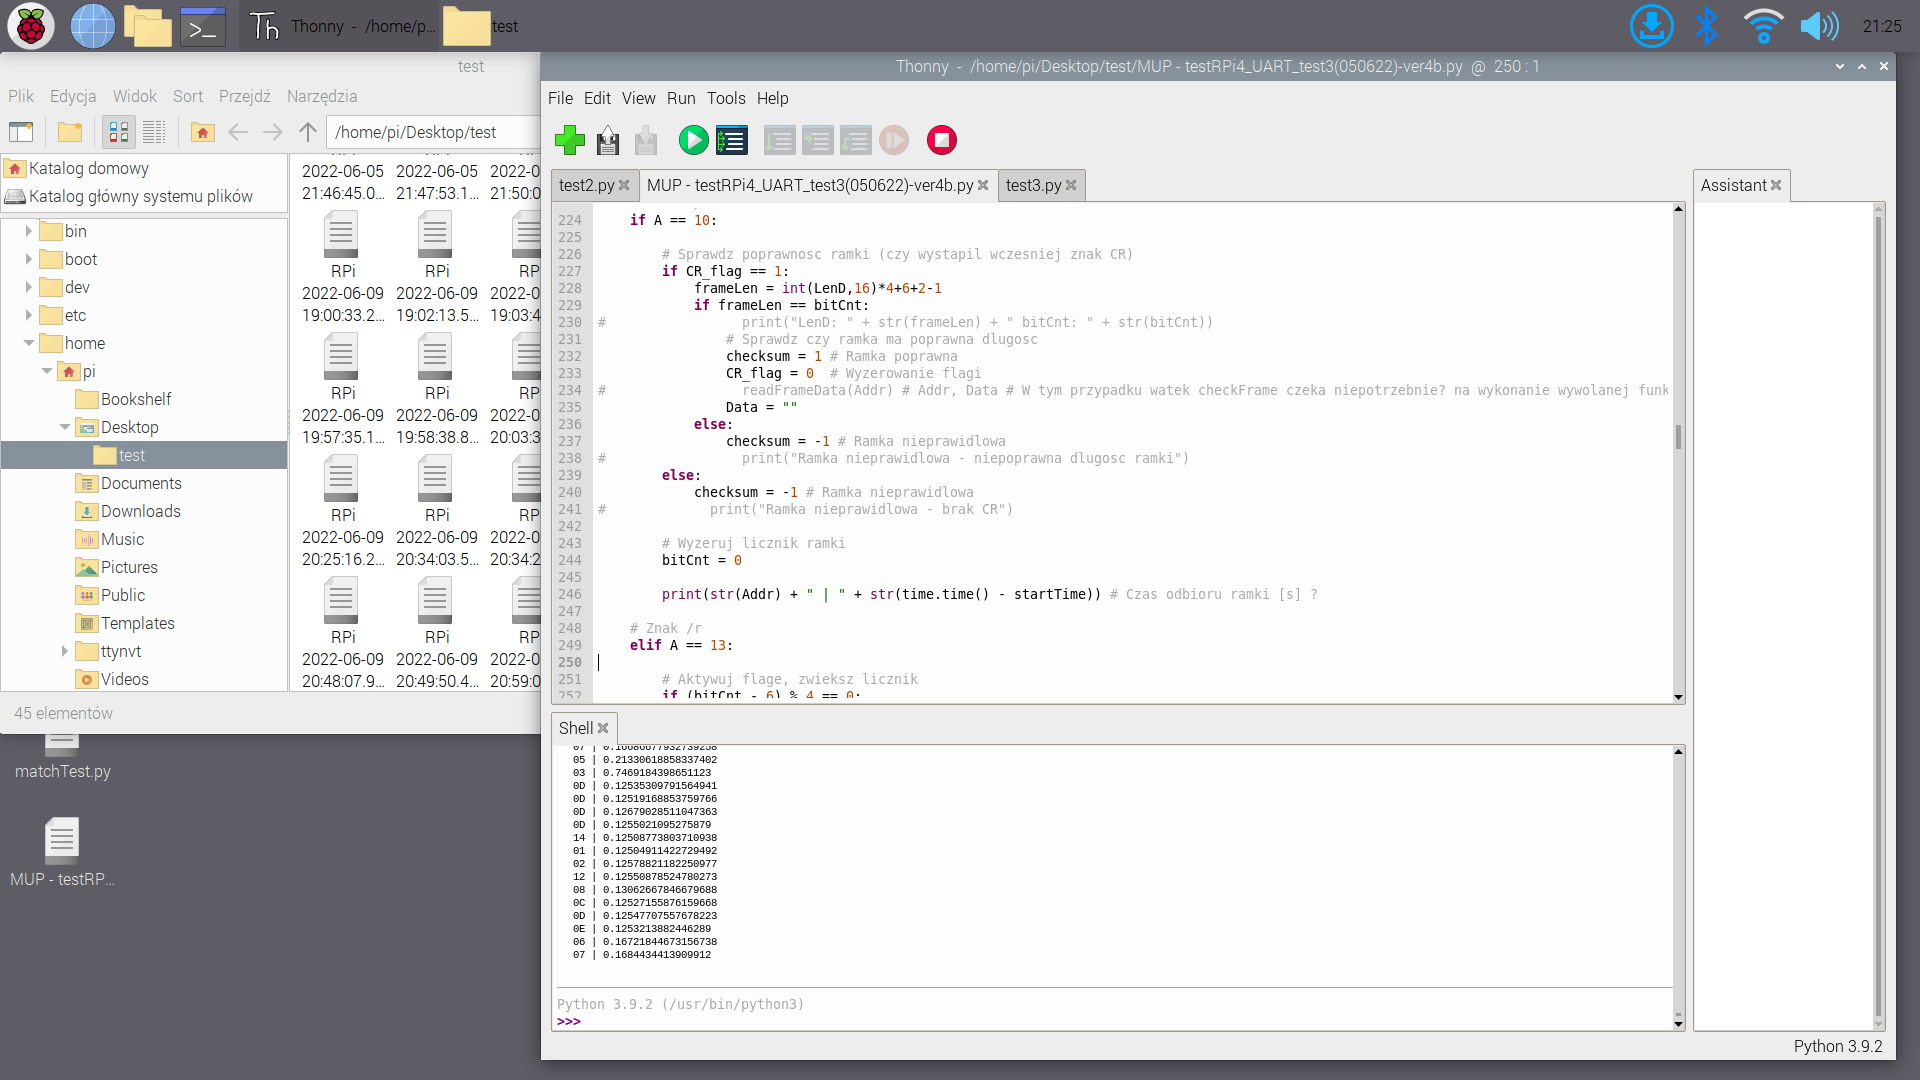 Thonny - /home/p...
test
21:25
test
Plik Edycja Widok Sort Przejdź Narzędzia
/home/pi/Desktop/test
Katalog domowy
Katalog główny systemu plików
bin
boot
dev
etc
home
pi
Bookshelf
Desktop
test
Documents
Downloads
Music
Pictures
Public
Templates
ttynvt
Videos
2022-06-05 2022-06-05 2022-0
21:46:45.0... 21:47:53.1... 21:50:0
RPi RPi RP
2022-06-09 2022-06-09 2022-0
19:00:33.2... 19:02:13.5... 19:03:4
RPi RPi RP
2022-06-09 2022-06-09 2022-0
19:57:35.1... 19:58:38.8... 20:03:3
RPi RPi RP
2022-06-09 2022-06-09 2022-0
20:25:16.2... 20:34:03.5... 20:34:2
RPi RPi RP
2022-06-09 2022-06-09 2022-0
20:48:07.9... 20:49:50.4... 20:59:0
45 elementów
matchTest.py
MUP - testRP...
Thonny - /home/pi/Desktop/test/MUP - testRPi4_UART_test3(050622)-ver4b.py @ 250 : 1
File Edit View Run Tools Help
test2.py
MUP - testRPi4_UART_test3(050622)-ver4b.py
test3.py
Assistant
224 if A == 10:
225
226 # Sprawdz poprawnosc ramki (czy wystapil wczesniej znak CR)
227 if CR_flag == 1:
228 frameLen = int(LenD,16)*4+6+2-1
229 if frameLen == bitCnt:
230 # print("LenD: " + str(frameLen) + " bitCnt: " + str(bitCnt))
231 # Sprawdz czy ramka ma poprawna dlugosc
232 checksum = 1 # Ramka poprawna
233 CR_flag = 0 # Wyzerowanie flagi
234 # readFrameData(Addr) # Addr, Data # W tym przypadku watek checkFrame czeka niepotrzebnie? na wykonanie wywolanej funk
235 Data = ""
236 else:
237 checksum = -1 # Ramka nieprawidlowa
238 # print("Ramka nieprawidlowa - niepoprawna dlugosc ramki")
239 else:
240 checksum = -1 # Ramka nieprawidlowa
241 # print("Ramka nieprawidlowa - brak CR")
242
243 # Wyzeruj licznik ramki
244 bitCnt = 0
245
246 print(str(Addr) + " | " + str(time.time() - startTime)) # Czas odbioru ramki [s] ?
247
248 # Znak /r
249 elif A == 13:
250
251 # Aktywuj flage, zwieksz licznik
252 if (bitCnt - 6) % 4 == 0:
Shell
07 | 0.16686677932739258
05 | 0.21330618858337402
03 | 0.7469184398651123
0D | 0.12535309791564941
0D | 0.12519168853759766
0D | 0.12679028511047363
0D | 0.1255021095275879
14 | 0.12508773803710938
01 | 0.12504911422729492
02 | 0.12578821182250977
12 | 0.12550878524780273
08 | 0.13062667846679688
0C | 0.12527155876159668
0D | 0.12547707557678223
0E | 0.1253213882446289
06 | 0.16721844673156738
07 | 0.1684434413909912
Python 3.9.2 (/usr/bin/python3)
>>>
Python 3.9.2